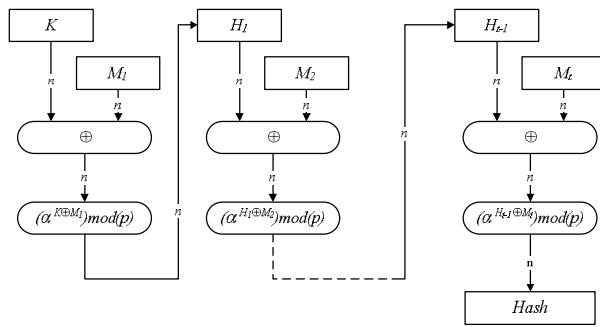 K H₁ Hₜ₋₁
M₁ M₂ Mₜ
n n n n n n
⊕ ⊕ ⊕
n n n n
(α^{K⊕M₁})mod(p) (α^{H₁⊕M₂})mod(p) (α^{Hₜ₋₁⊕Mₜ})mod(p)
n
n
Hash